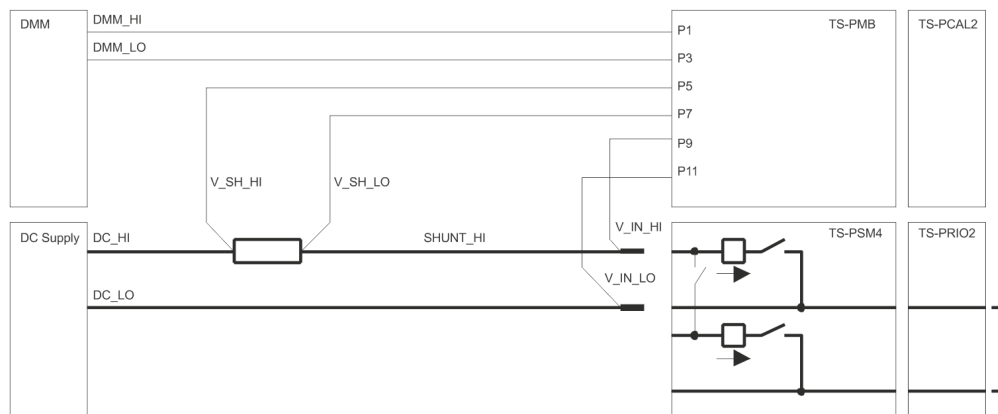 DMM
DMM_HI
DMM_LO
TS-PMB
TS-PCAL2
P1
P3
P5
P7
P9
P11
V_SH_HI
V_SH_LO
DC Supply
DC_HI
SHUNT_HI
V_IN_HI
TS-PSM4
TS-PRIO2
V_IN_LO
DC_LO